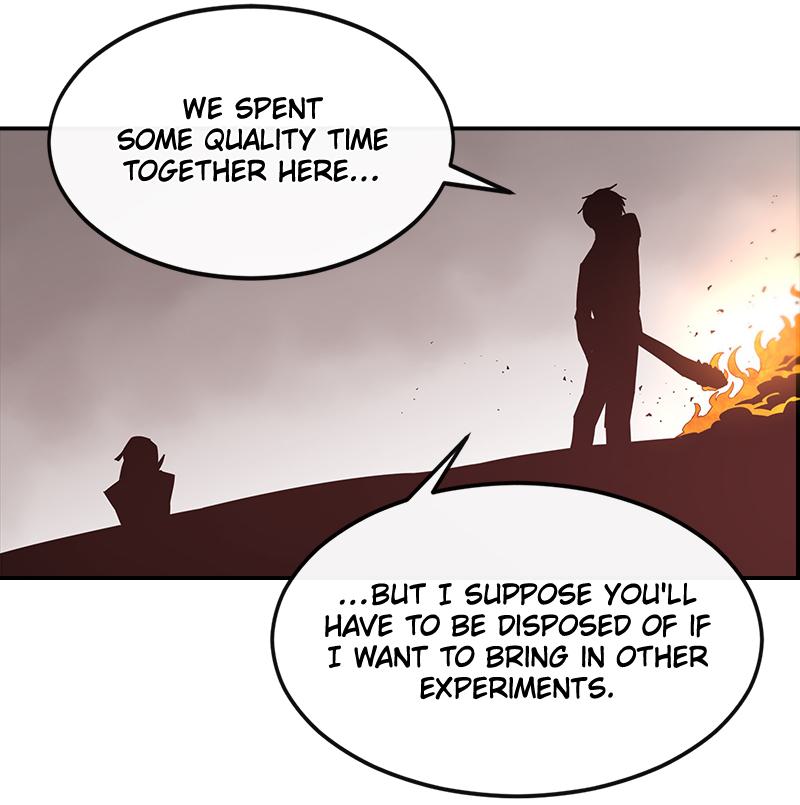 WE SPENT
SOME QUALITY TIME
TOGETHER HERE...
...BUT I SUPPOSE YOU'LL
HAVE TO BE DISPOSED OF IF
I WANT TO BRING IN OTHER
EXPERIMENTS.